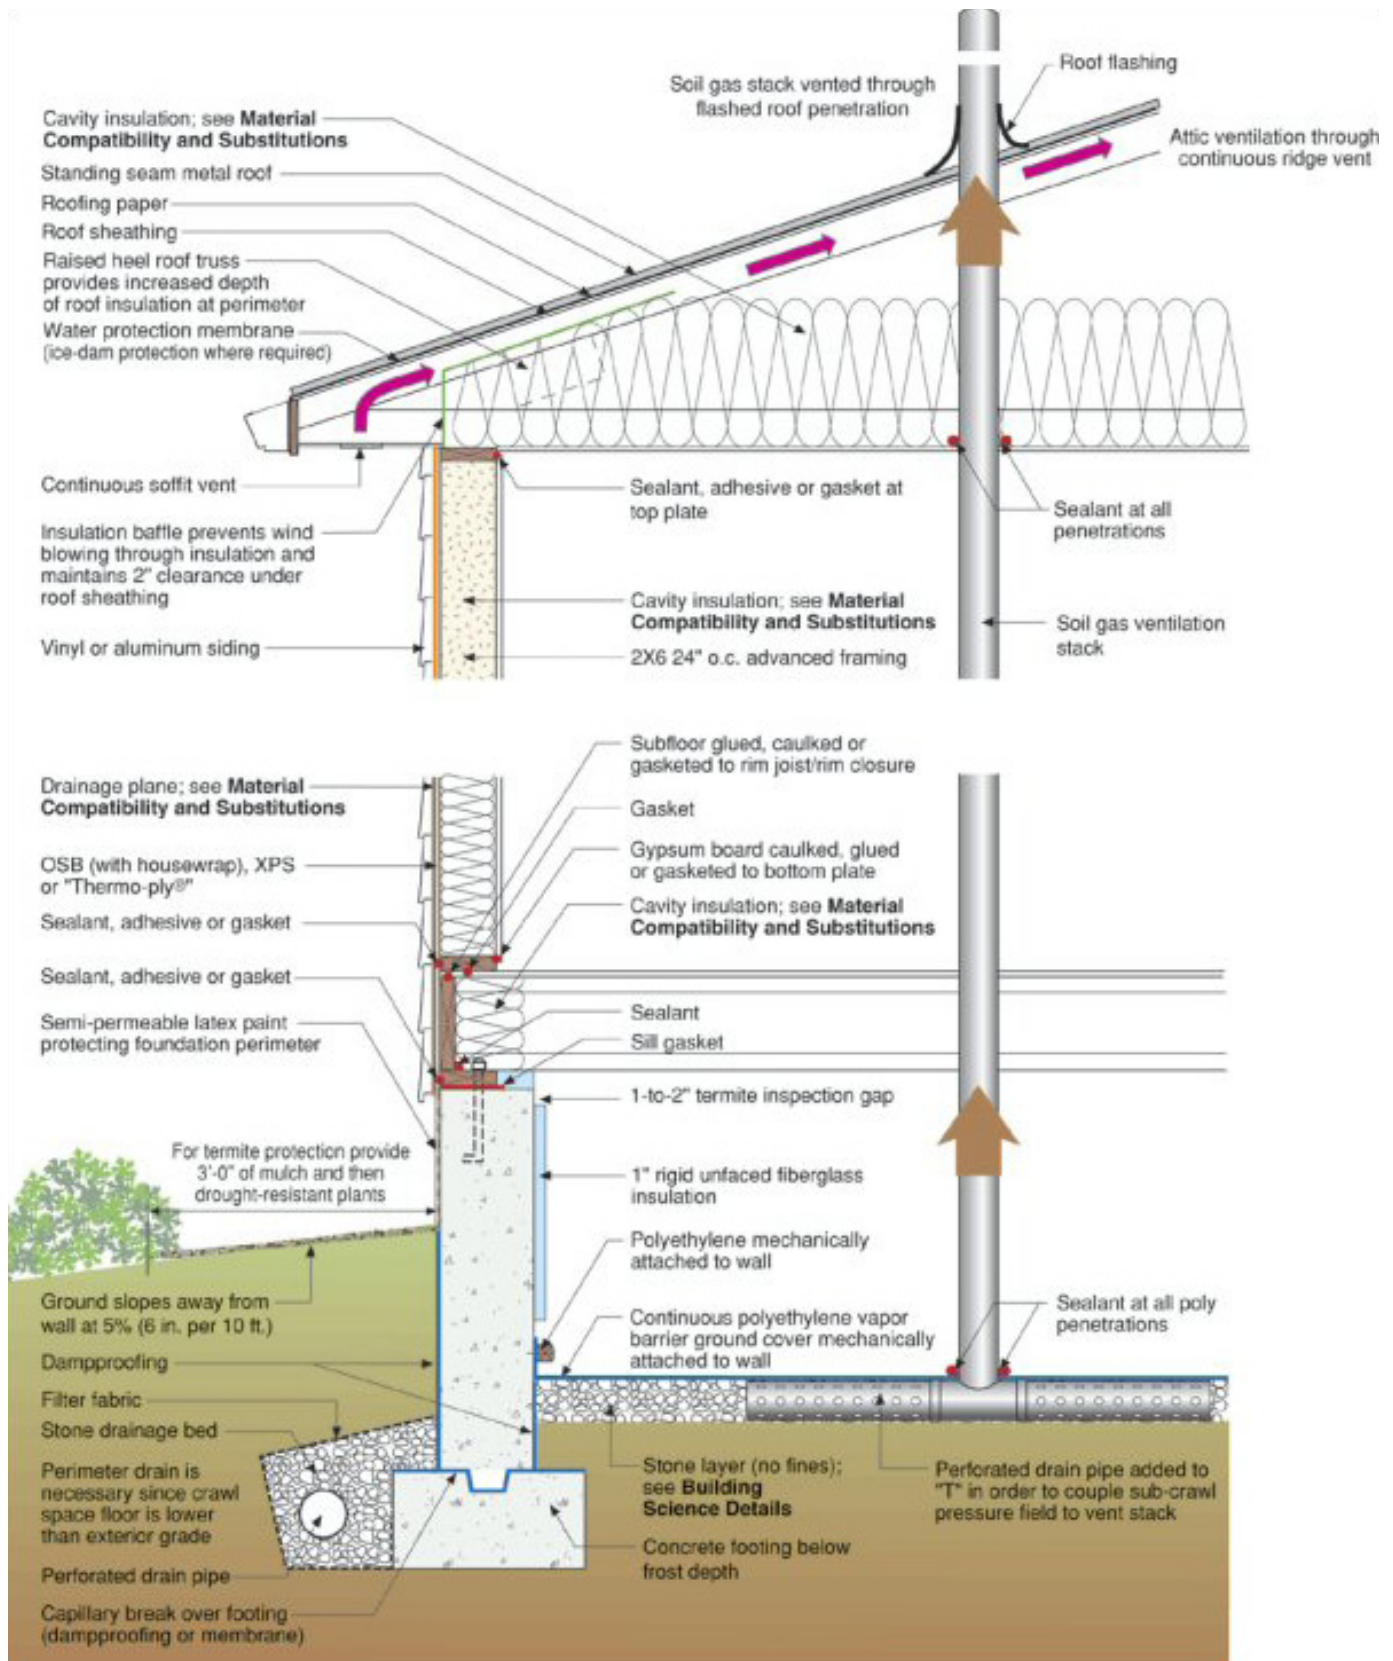 Soil gas stack vented through
flashed roof penetration
Roof flashing
Attic ventilation through
continuous ridge vent
Cavity insulation; see Material
Compatibility and Substitutions
Standing seam metal roof
Roofing paper
Roof sheathing
Raised heel roof truss
provides increased depth
of roof insulation at perimeter
Water protection membrane
(ice-dam protection where required)
Continuous soffit vent
Insulation baffle prevents wind
blowing through insulation and
maintains 2" clearance under
roof sheathing
Vinyl or aluminum siding
Sealant, adhesive or gasket at
top plate
Cavity insulation; see Material
Compatibility and Substitutions
2X6 24" o.c. advanced framing
Sealant at all
penetrations
Soil gas ventilation
stack
Drainage plane; see Material
Compatibility and Substitutions
OSB (with housewrap), XPS
or "Thermo-ply®"
Sealant, adhesive or gasket
Sealant, adhesive or gasket
Semi-permeable latex paint
protecting foundation perimeter
Subfloor glued, caulked or
gasketed to rim joist/rim closure
Gasket
Gypsum board caulked, glued
or gasketed to bottom plate
Cavity insulation; see Material
Compatibility and Substitutions
Sealant
Sill gasket
1-to-2" termite inspection gap
For termite protection provide
3'-0" of mulch and then
drought-resistant plants
1" rigid unfaced fiberglass
insulation
Polyethylene mechanically
attached to wall
Continuous polyethylene vapor
barrier ground cover mechanically
attached to wall
Sealant at all poly
penetrations
Ground slopes away from
wall at 5% (6 in. per 10 ft.)
Dampproofing
Filter fabric
Stone drainage bed
Perimeter drain is
necessary since crawl
space floor is lower
than exterior grade
Perforated drain pipe
Capillary break over footing
(dampproofing or membrane)
Stone layer (no fines);
see Building
Science Details
Concrete footing below
frost depth
Perforated drain pipe added to
"T" in order to couple sub-crawl
pressure field to vent stack